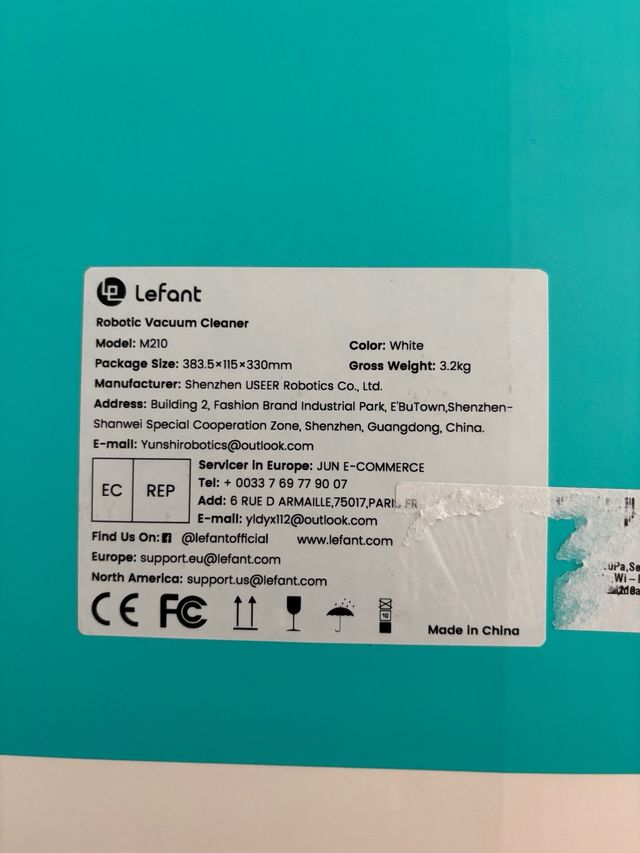 Lefant
Robotic Vacuum Cleaner
Model: M210 Color: White
Package Size: 383.5×115×330mm Gross Weight: 3.2kg
Manufacturer: Shenzhen USEER Robotics Co., Ltd.
Address: Building 2, Fashion Brand Industrial Park, E'BuTown,Shenzhen-
Shanwei Special Cooperation Zone, Shenzhen, Guangdong, China.
E-mail: Yunshirobotics@outlook.com
EC REP
Servicer in Europe: JUN E-COMMERCE
Tel: + 0033 7 69 77 90 07
Add: 6 RUE D ARMAILLE,75017,PARIS FR
E-mail: yldyx112@outlook.com
Find Us On: @lefantofficial www.lefant.com
Europe: support.eu@lefant.com
North America: support.us@lefant.com
CE FC 10
Made in China